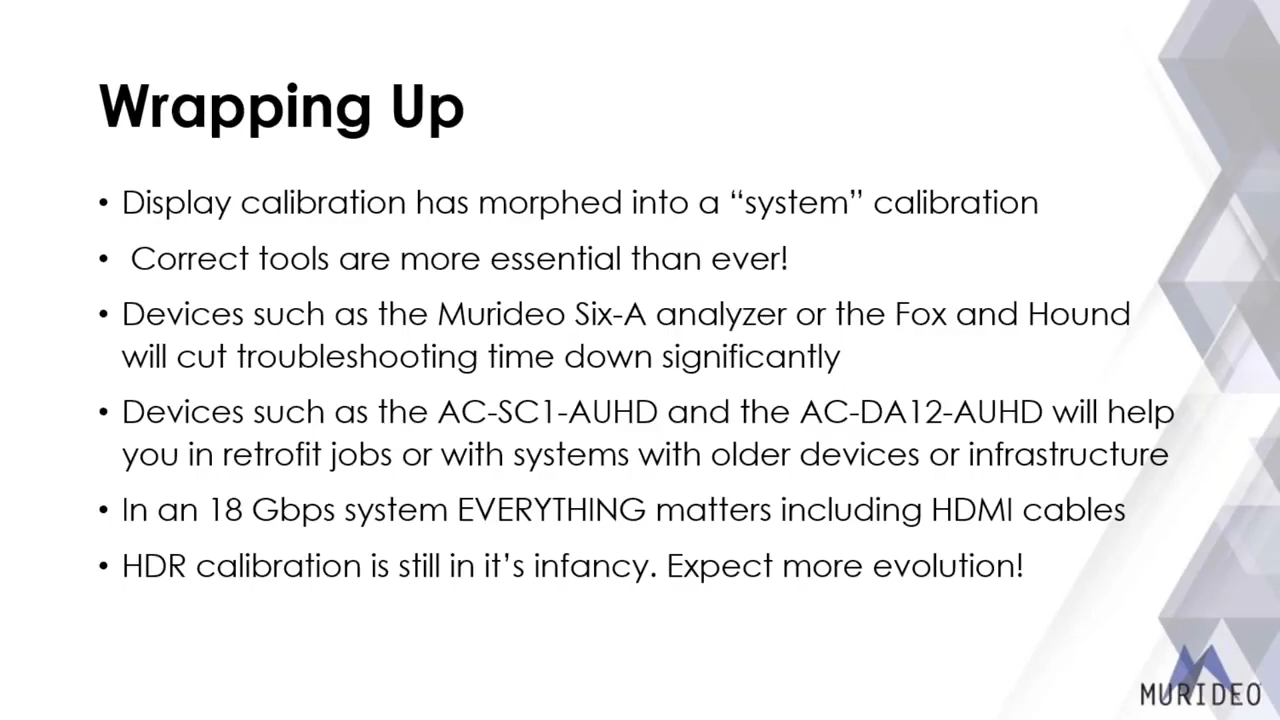 Wrapping Up
• Display calibration has morphed into a “system” calibration
• Correct tools are more essential than ever!
• Devices such as the Murideo Six-A analyzer or the Fox and Hound
will cut troubleshooting time down significantly
• Devices such as the AC-SC1-AUHD and the AC-DA12-AUHD will help
you in retrofit jobs or with systems with older devices or infrastructure
• In an 18 Gbps system EVERYTHING matters including HDMI cables
• HDR calibration is still in it’s infancy. Expect more evolution!
MURIDEO